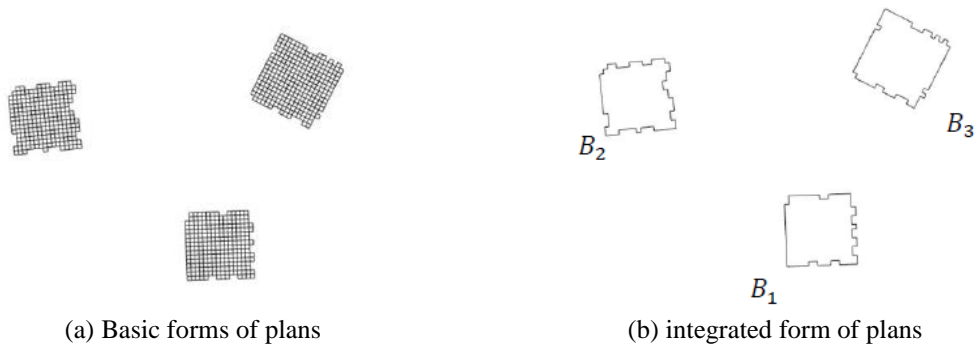 B₂
B₃
B₁
(a) Basic forms of plans
(b) integrated form of plans